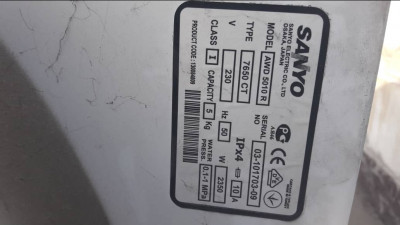 SANYO
SANYO ELECTRIC CO., LTD
OSAKA-JAPAN
MODEL AWD 5010 R
SERIAL 03-101703-09
TYPE 7650 CT
IPx4 10 A
V 230 Hz 50 W 2350
CLASS I CAPACITY 5 Kg WATER PRESS. 0.1-1 MPa
PRODUCT CODE :